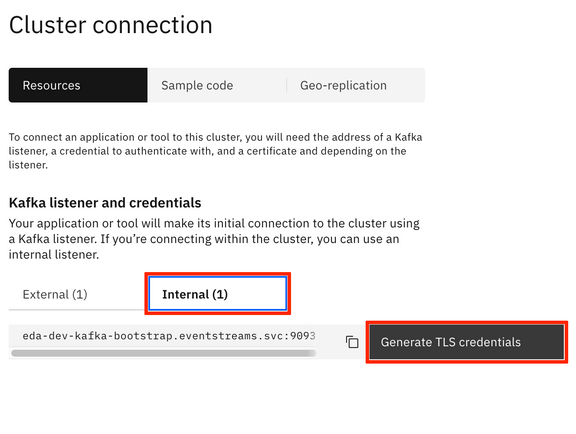 Cluster connection
Resources
Sample code
Geo-replication
To connect an application or tool to this cluster, you will need the address of a Kafka
listener, a credential to authenticate with, and a certificate and depending on the
listener.
Kafka listener and credentials
Your application or tool will make its initial connection to the cluster using
a Kafka listener. If you’re connecting within the cluster, you can use an
internal listener.
External (1)
Internal (1)
eda-dev-kafka-bootstrap.eventstreams.svc:9093
Generate TLS credentials